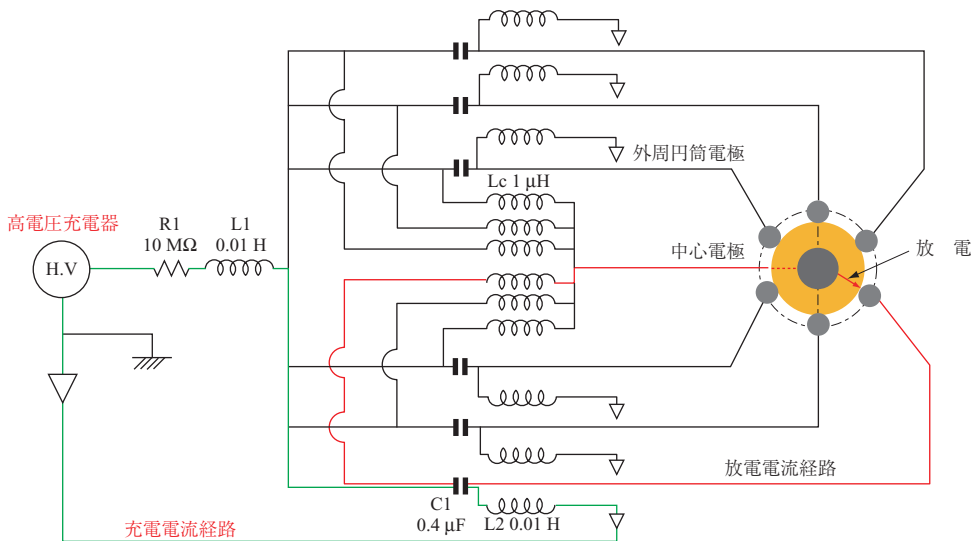 外周円筒電極
Lc 1 μH
高電圧充電器
R1
10 MΩ
L1
0.01 H
H.V
中心電極
放 電
放電電流経路
C1
0.4 μF
L2 0.01 H
充電電流経路